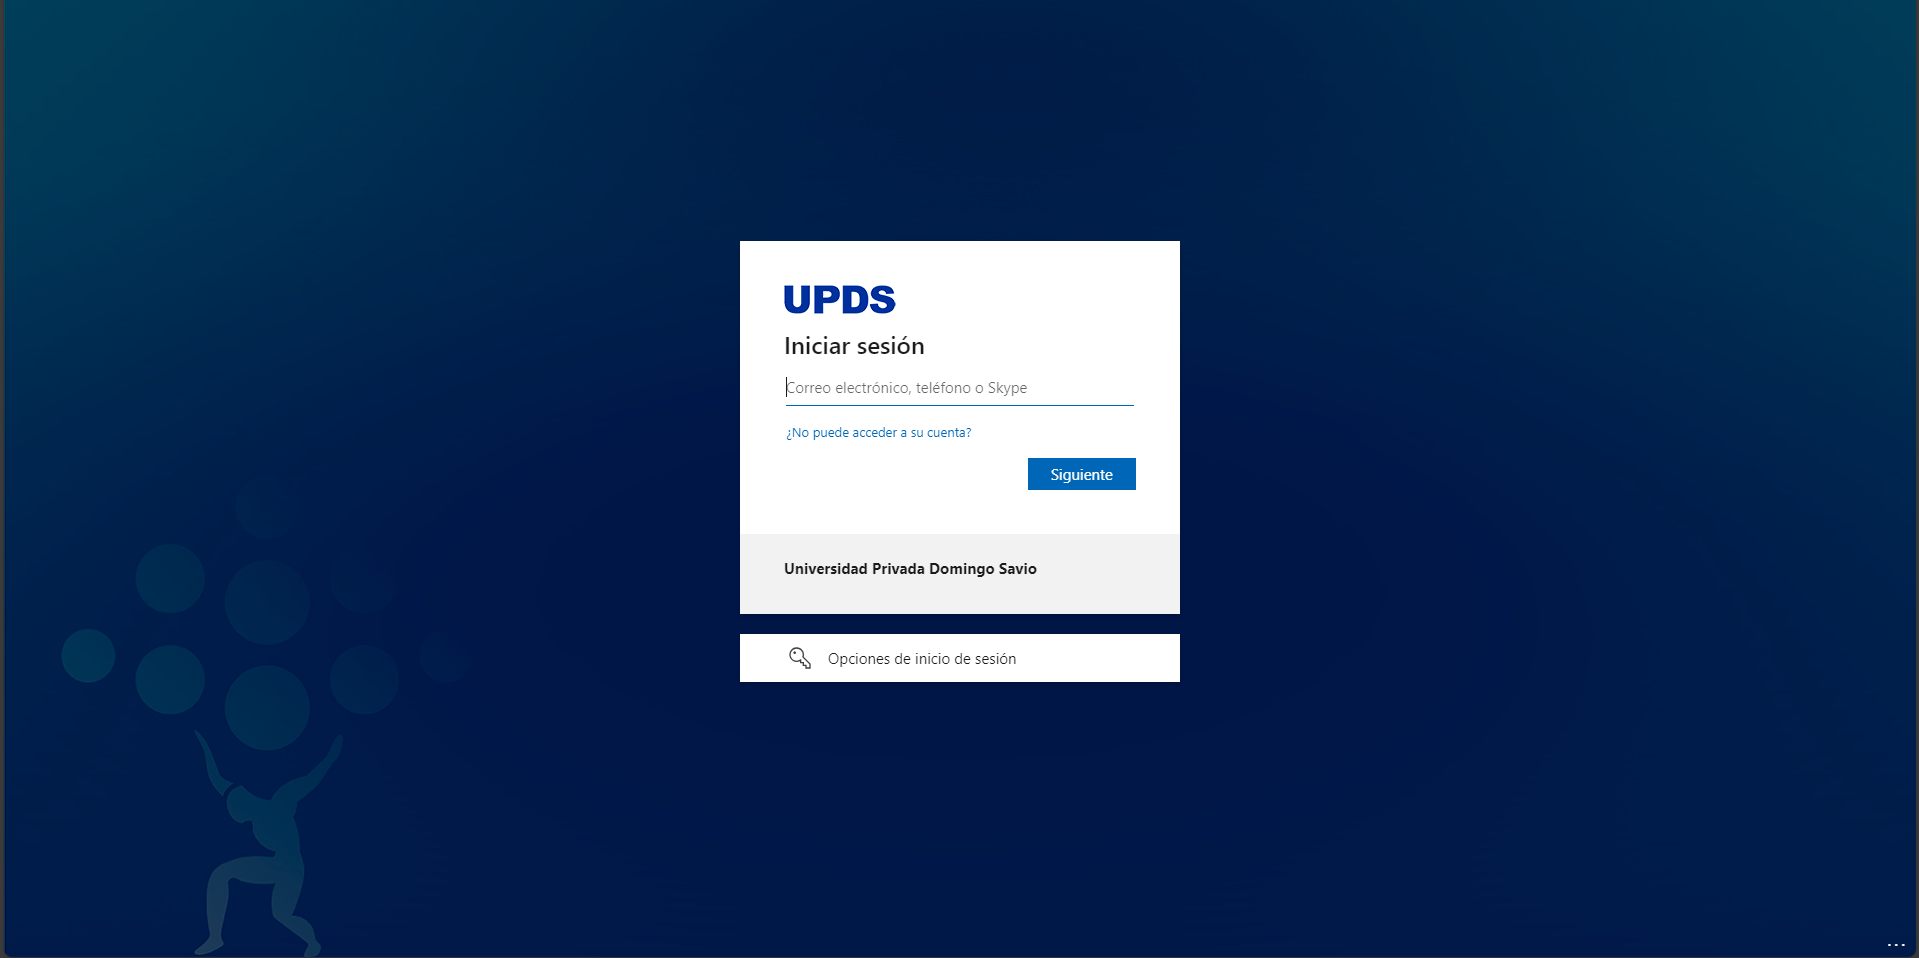 UPDS
Iniciar sesión
Correo electrónico, teléfono o Skype
¿No puede acceder a su cuenta?
Siguiente
Universidad Privada Domingo Savio
Opciones de inicio de sesión
...